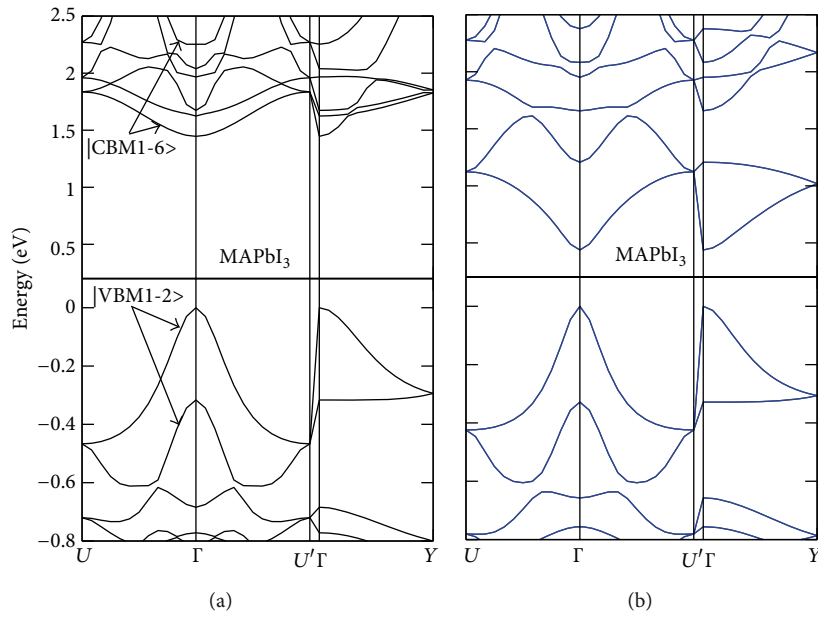 2.5
2
1.5
1
0.5
0
−0.2
−0.4
−0.6
−0.8
Energy (eV)
|CBM1-6>
MAPbI₃
|VBM1-2>
U Γ U′ Γ Y
(a)
MAPbI₃
U Γ U′ Γ Y
(b)